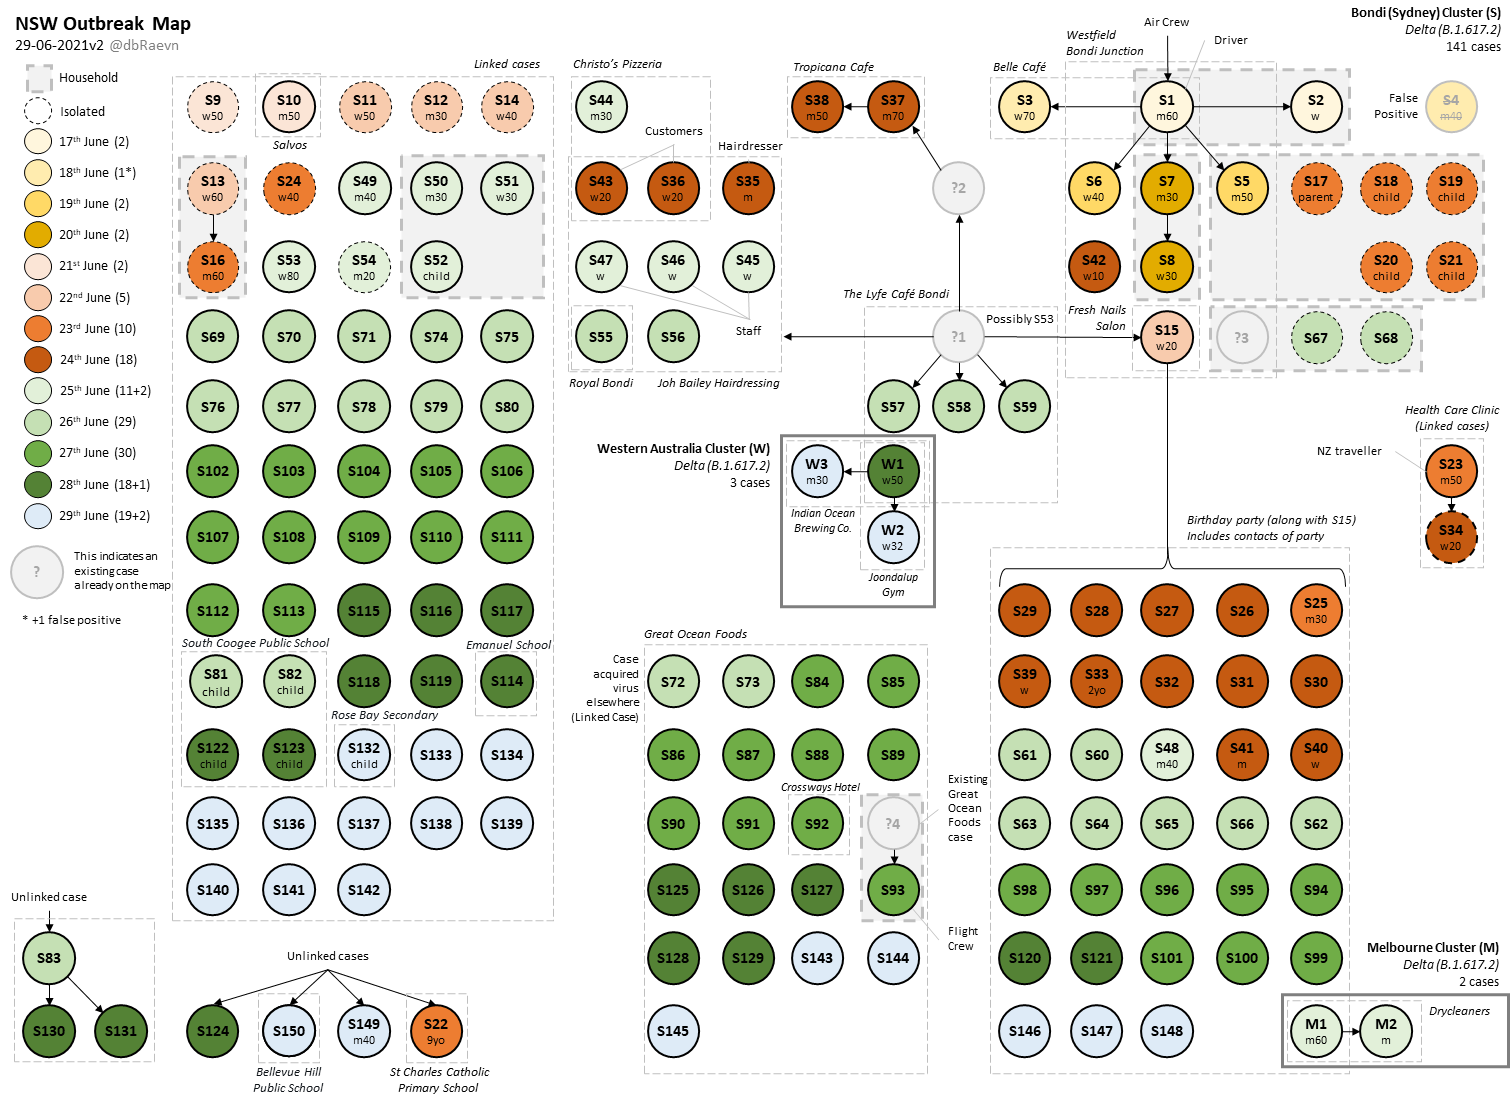 NSW Outbreak Map
29-06-2021v2 @dbRaevn
Household
Isolated
17th June (2)
18th June (1*)
19th June (2)
20th June (2)
21st June (2)
22nd June (5)
23rd June (10)
24th June (18)
25th June (11+2)
26th June (29)
27th June (30)
28th June (18+1)
29th June (19+2)
?
This indicates an
existing case
already on the map
* +1 false positive
Linked cases
S9
w50
S10
m50
S11
w50
S12
m30
S14
w40
Salvos
S13
w60
S24
w40
S49
m40
S50
m30
S51
w30
S16
m60
S53
w80
S54
m20
S52
child
S69
S70
S71
S74
S75
S76
S77
S78
S79
S80
S102
S103
S104
S105
S106
S107
S108
S109
S110
S111
S112
S113
S115
S116
S117
South Coogee Public School
Emanuel School
S81
child
S82
child
S118
S119
S114
Rose Bay Secondary
S122
child
S123
child
S132
child
S133
S134
S135
S136
S137
S138
S139
S140
S141
S142
Unlinked case
S83
S130
S131
Unlinked cases
S124
S150
S149
m40
S22
9yo
Bellevue Hill
Public School
St Charles Catholic
Primary School
Christo's Pizzeria
S44
m30
Customers
Hairdresser
S43
w20
S36
w20
S35
m
S47
w
S46
w
S45
w
Staff
S55
S56
Royal Bondi
Joh Bailey Hairdressing
Tropicana Cafe
S38
m50
S37
m70
?2
The Lyfe Café Bondi
?1
Possibly S53
S57
S58
S59
Western Australia Cluster (W)
Delta (B.1.617.2)
3 cases
W3
m30
W1
w50
Indian Ocean
Brewing Co.
W2
w32
Joondalup
Gym
Great Ocean Foods
Case
acquired
virus
elsewhere
(Linked Case)
S72
S73
S84
S85
S86
S87
S88
S89
Crossways Hotel
S90
S91
S92
?4
Existing
Great
Ocean
Foods
case
S125
S126
S127
S93
Flight
Crew
S128
S129
S143
S144
S145
Bondi (Sydney) Cluster (S)
Delta (B.1.617.2)
141 cases
Air Crew
Driver
Westfield
Bondi Junction
Belle Café
S3
w70
S1
m60
S2
w
False
Positive
S4
m40
S6
w40
S7
m30
S5
m50
S17
parent
S18
child
S19
child
S42
w10
S8
w30
S20
child
S21
child
Fresh Nails
Salon
S15
w20
?3
S67
S68
Health Care Clinic
(Linked cases)
NZ traveller
S23
m50
S34
w20
Birthday party (along with S15)
Includes contacts of party
S29
S28
S27
S26
S25
m30
S39
w
S33
2yo
S32
S31
S30
S61
S60
S48
m40
S41
m
S40
w
S63
S64
S65
S66
S62
S98
S97
S96
S95
S94
S120
S121
S101
S100
S99
S146
S147
S148
Melbourne Cluster (M)
Delta (B.1.617.2)
2 cases
M1
m60
M2
m
Drycleaners